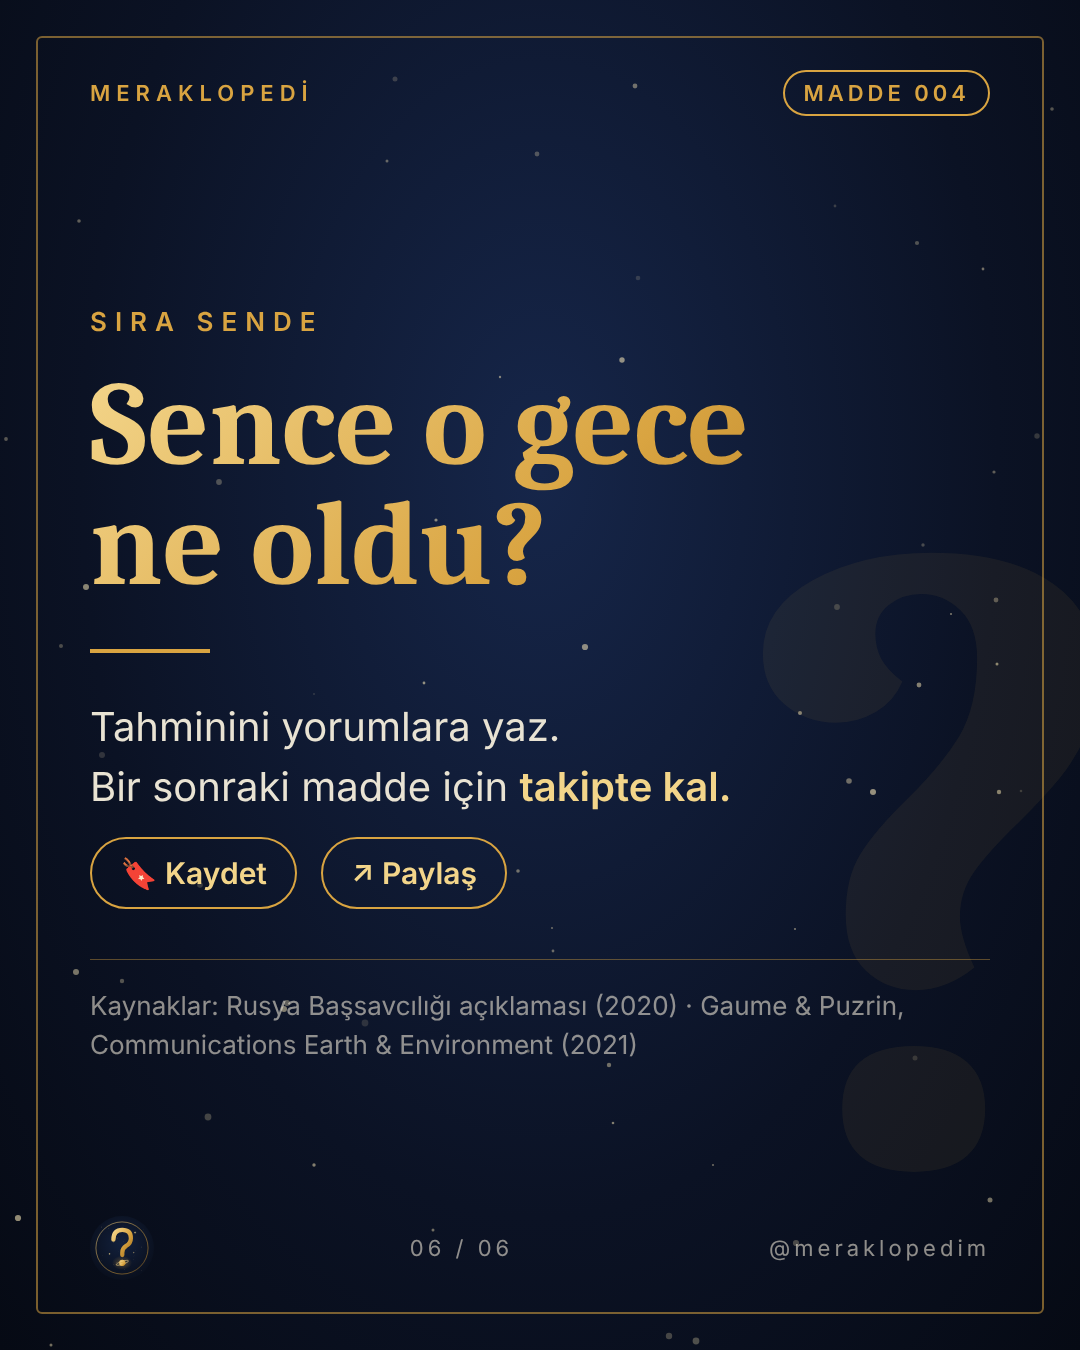 MERAKLOPEDİ
MADDE 004
SIRA SENDE
Sence o gece
ne oldu?
Tahminini yorumlara yaz.
Bir sonraki madde için takipte kal.
🔖 Kaydet
↗ Paylaş
Kaynaklar: Rusya Başsavcılığı açıklaması (2020) · Gaume & Puzrin,
Communications Earth & Environment (2021)
?
06 / 06
@meraklopedim